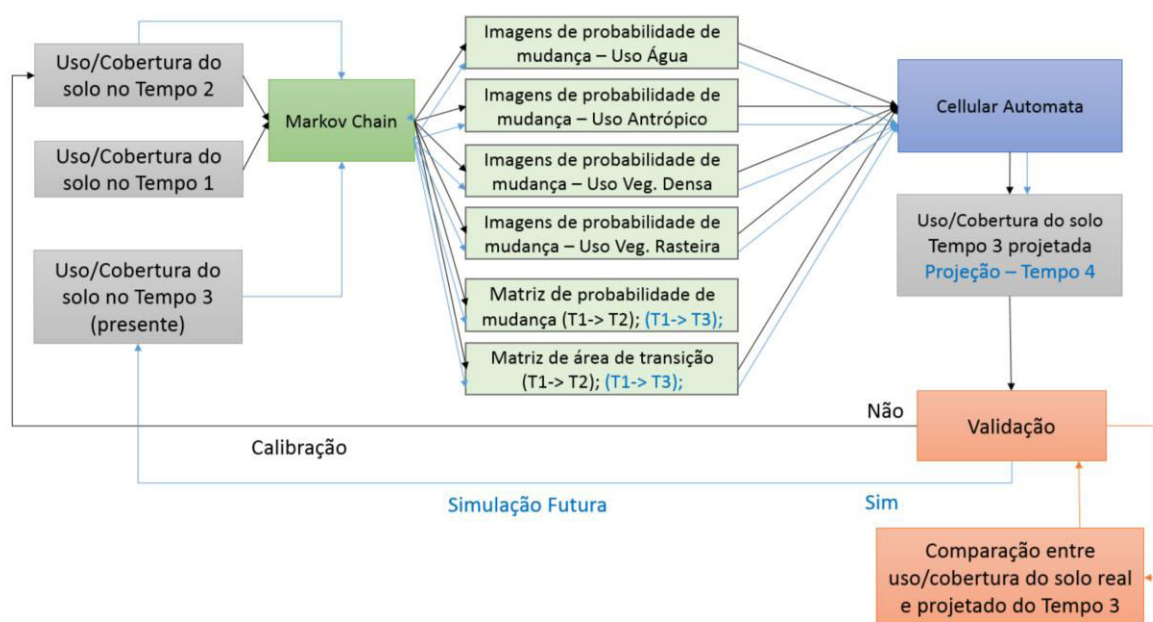 Uso/Cobertura do
solo no Tempo 2
Uso/Cobertura do
solo no Tempo 1
Uso/Cobertura do
solo no Tempo 3
(presente)
Markov Chain
Imagens de probabilidade de
mudança – Uso Água
Imagens de probabilidade de
mudança – Uso Antrópico
Imagens de probabilidade de
mudança – Uso Veg. Densa
Imagens de probabilidade de
mudança – Uso Veg. Rasteira
Matriz de probabilidade de
mudança (T1-> T2); (T1-> T3);
Matriz de área de transição
(T1-> T2); (T1-> T3);
Cellular Automata
Uso/Cobertura do solo
Tempo 3 projetada
Projeção – Tempo 4
Não
Validação
Calibração
Simulação Futura
Sim
Comparação entre
uso/cobertura do solo real
e projetado do Tempo 3